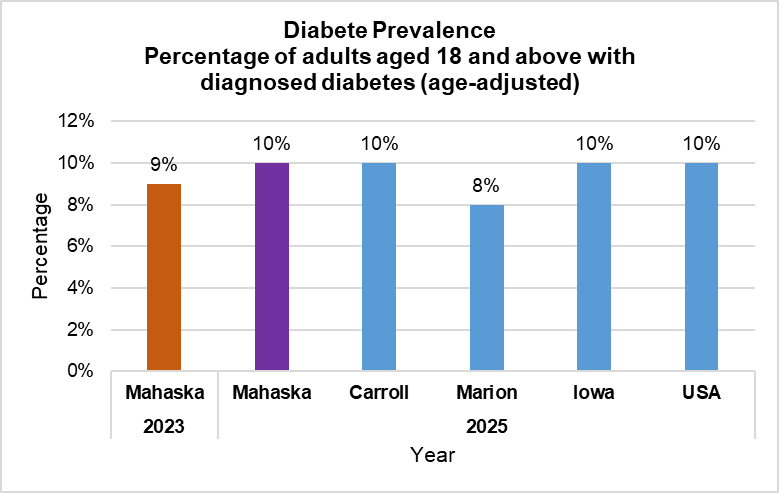 Diabete Prevalence
Percentage of adults aged 18 and above with
diagnosed diabetes (age-adjusted)
12%
10%
8%
6%
4%
2%
0%
Percentage
9%
10%
10%
8%
10%
10%
Mahaska
Mahaska
Carroll
Marion
Iowa
USA
2023
2025
Year